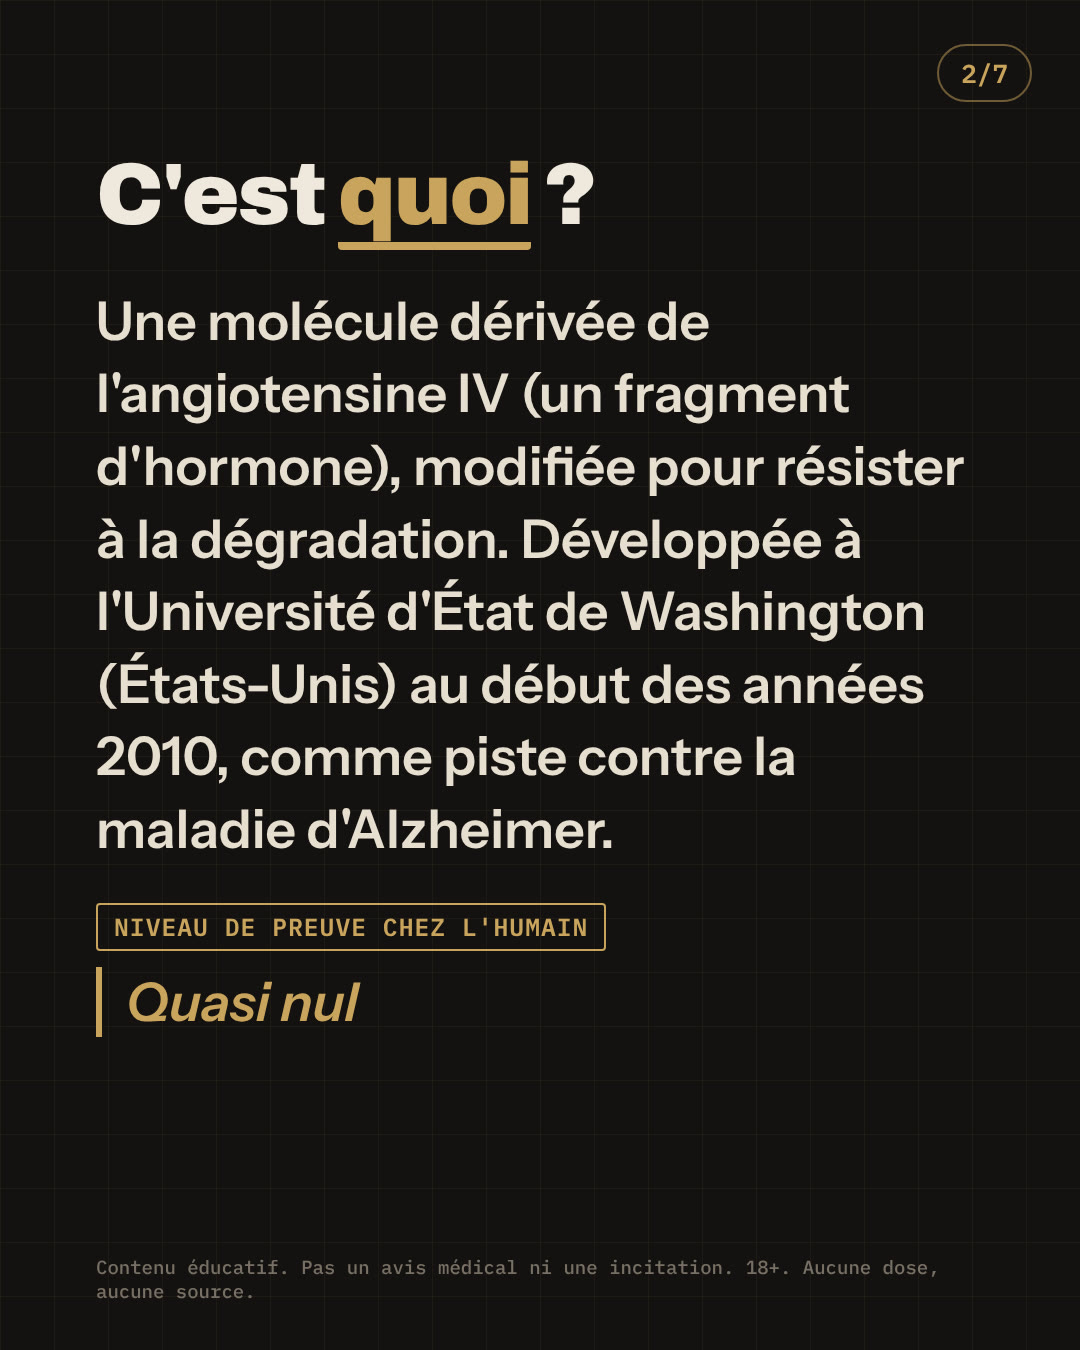 2/7
C'est quoi ?
Une molécule dérivée de
l'angiotensine IV (un fragment
d'hormone), modifiée pour résister
à la dégradation. Développée à
l'Université d'État de Washington
(États-Unis) au début des années
2010, comme piste contre la
maladie d'Alzheimer.
NIVEAU DE PREUVE CHEZ L'HUMAIN
Quasi nul
Contenu éducatif. Pas un avis médical ni une incitation. 18+. Aucune dose,
aucune source.